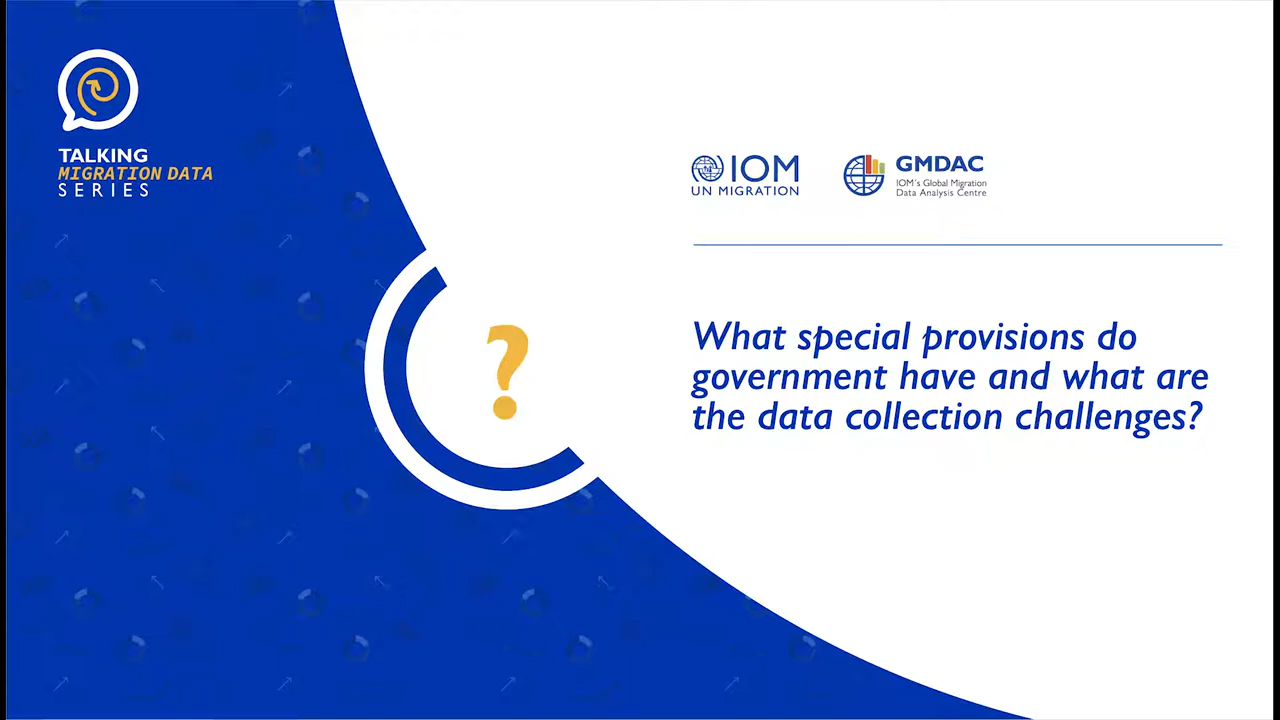 TALKING
MIGRATION DATA
SERIES
IOM
UN MIGRATION
GMDAC
IOM's Global Migration
Data Analysis Centre
?
What special provisions do
government have and what are
the data collection challenges?